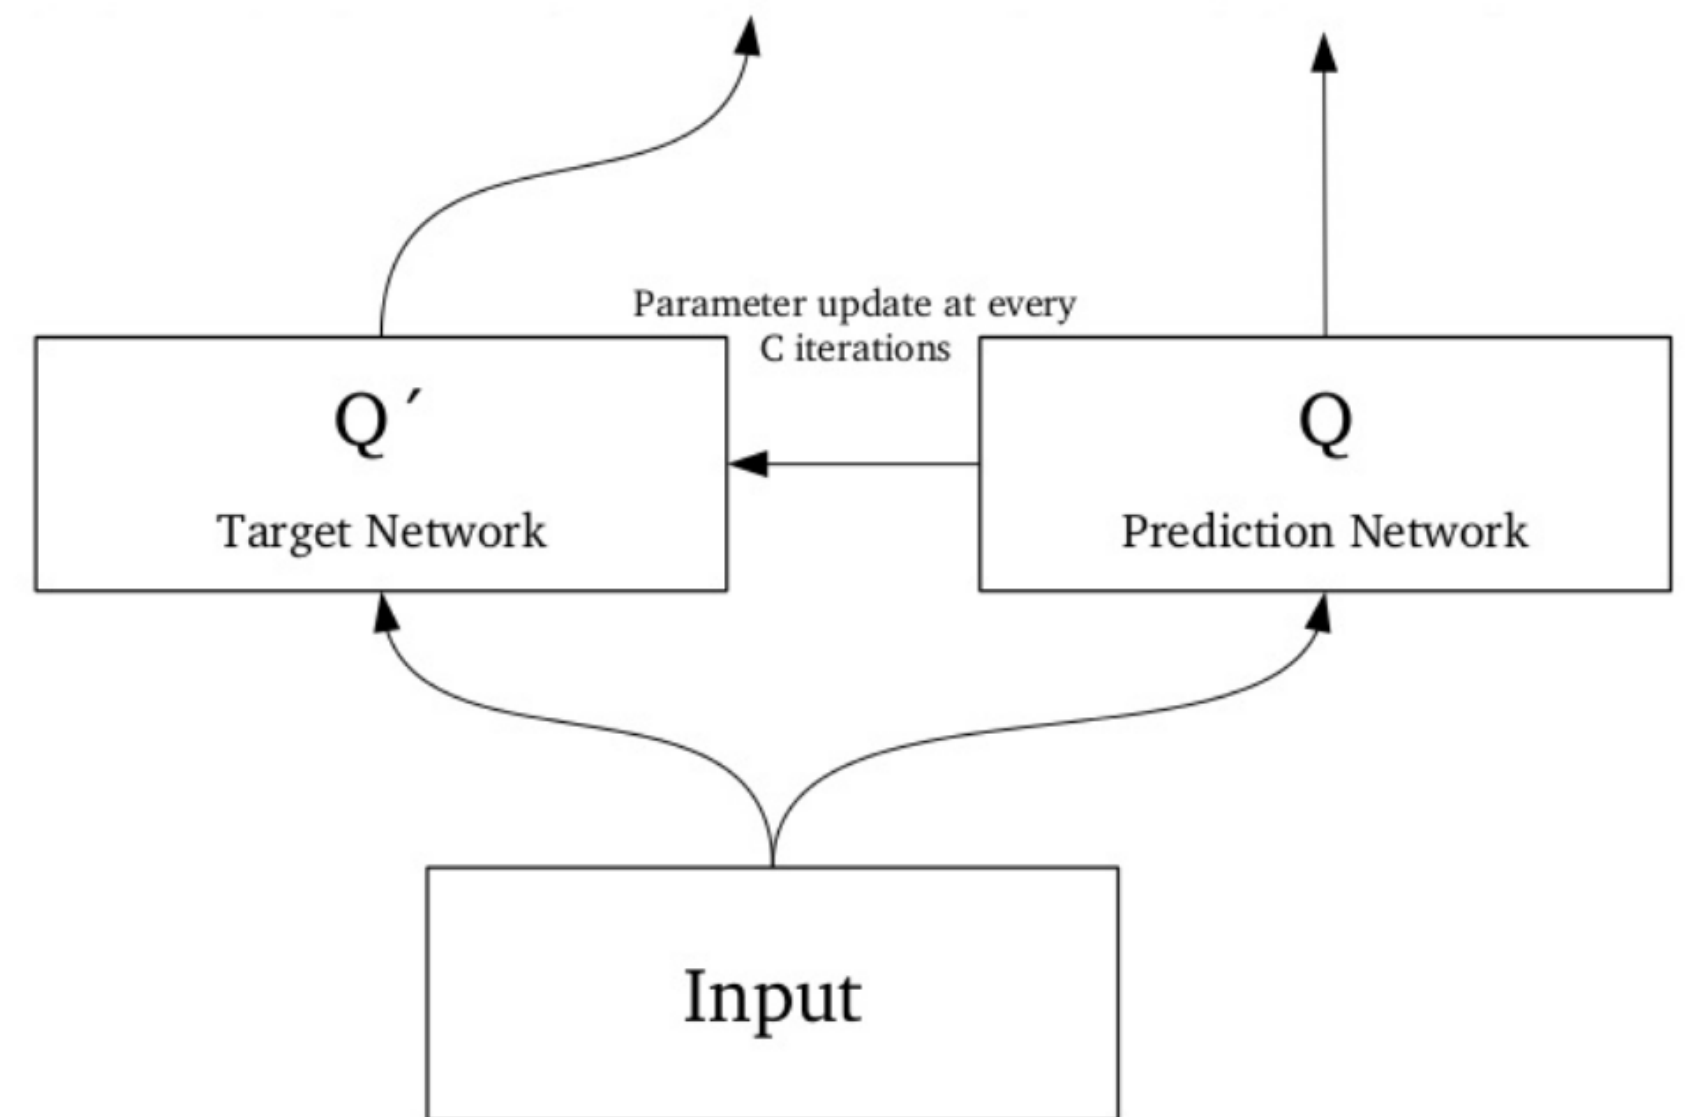 Parameter update at every
C iterations
Q´
Target Network
Q
Prediction Network
Input